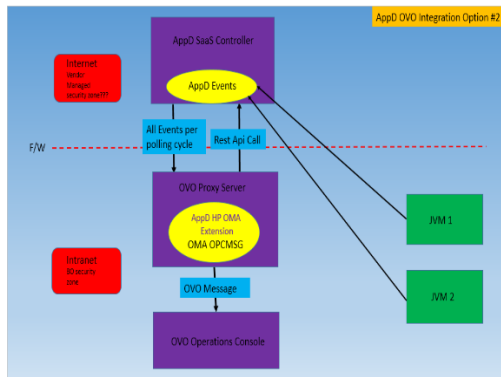 AppD OVO Integration Option #2
AppD SaaS Controller
Internet
Vendor
Managed
security zone???
AppD Events
All Events per
polling cycle
Rest Api Call
F/W
OVO Proxy Server
AppD HP OMA
Extension
OMA OPCMSG
JVM 1
Intranet
security
zone
OVO Message
JVM 2
OVO Operations Console